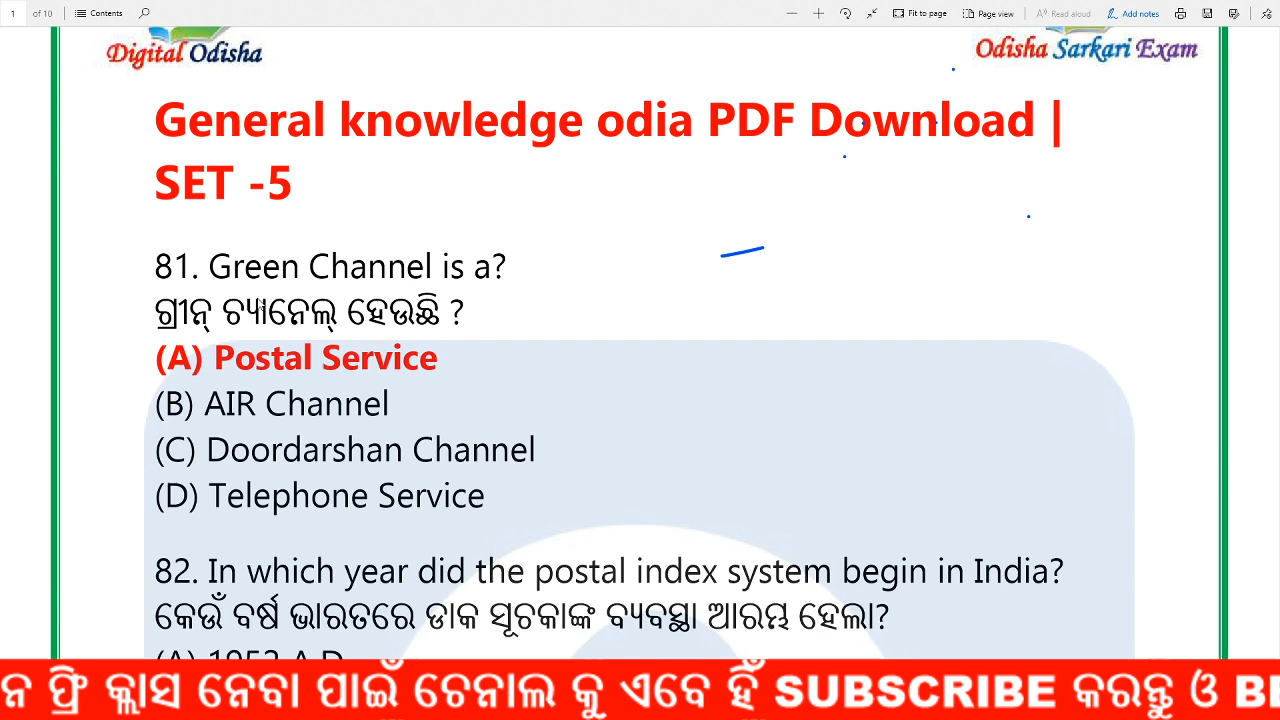 1 of 10 Contents Fit to page Page view Read aloud Add notes
Digital Odisha
Odisha Sarkari Exam
General knowledge odia PDF Download |
SET -5
81. Green Channel is a?
ଗ୍ରୀନ୍ ଚ୍ୟାନେଲ୍ ହେଉଛି ?
(A) Postal Service
(B) AIR Channel
(C) Doordarshan Channel
(D) Telephone Service
82. In which year did the postal index system begin in India?
କେଉଁ ବର୍ଷ ଭାରତରେ ଡାକ ସୂଚକାଙ୍କ ବ୍ୟବସ୍ଥା ଆରମ୍ଭ ହେଲା?
(A) 1952 A.D.
ନ ଫ୍ରି କ୍ଲାସ ନେବା ପାଇଁ ଚେନାଲ କୁ ଏବେ ହିଁ SUBSCRIBE କରନ୍ତୁ ଓ